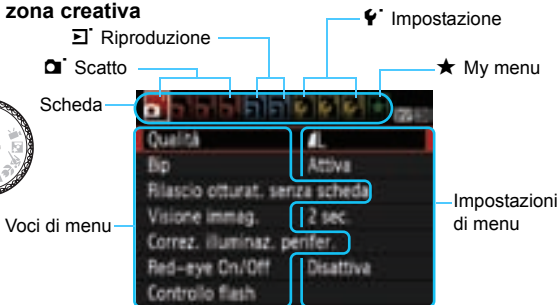 zona creativa
Impostazione
Riproduzione
Scatto
★ My menu
Scheda
Qualità L
Bip Attiva
Rilascio otturat. senza scheda
Visione immag. 2 sec.
Correz. illuminaz. perifer.
Red-eye On/Off Disattiva
Controllo flash
Voci di menu
Impostazioni
di menu